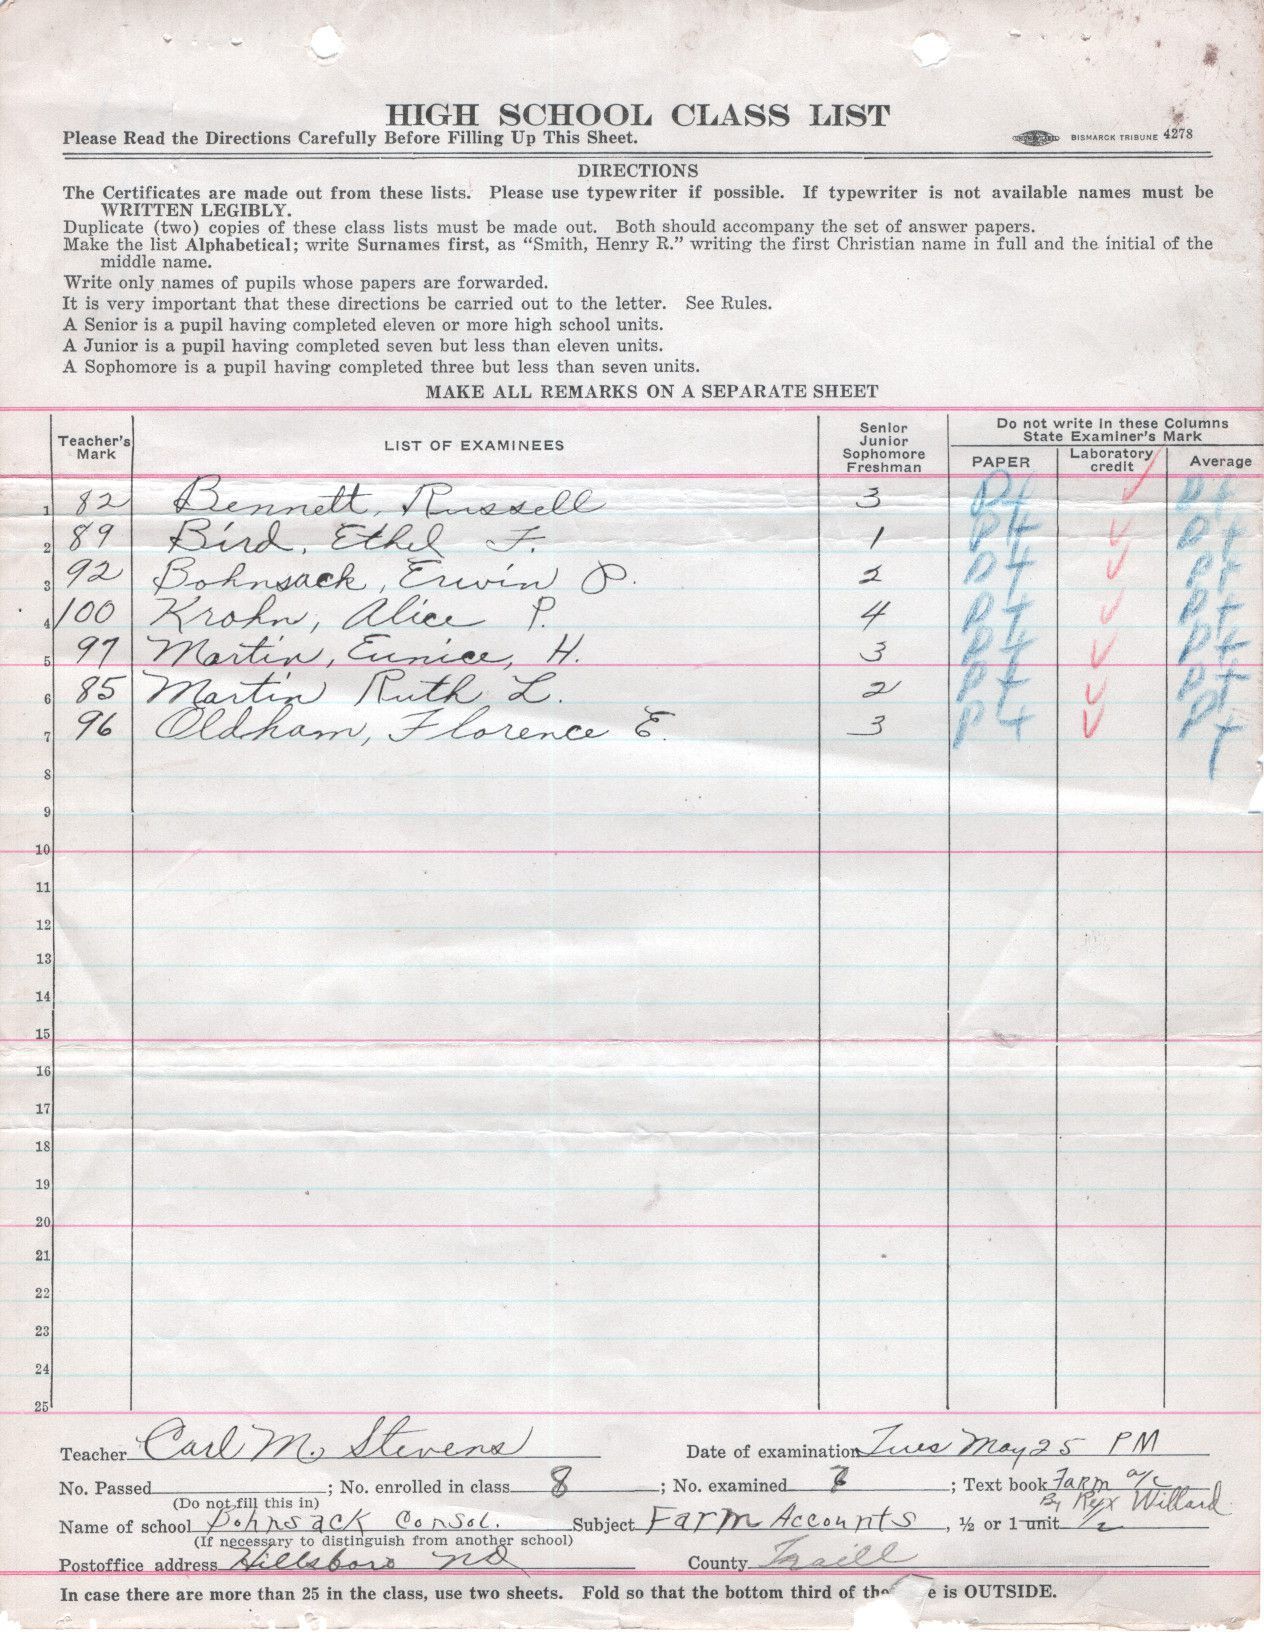 HIGH SCHOOL CLASS LIST
Please Read the Directions Carefully Before Filling Up This Sheet.
BISMARCK TRIBUNE 4278
DIRECTIONS
The Certificates are made out from these lists. Please use typewriter if possible. If typewriter is not available names must be
WRITTEN LEGIBLY.
Duplicate (two) copies of these class lists must be made out. Both should accompany the set of answer papers.
Make the list Alphabetical; write Surnames first, as “Smith, Henry R.” writing the first Christian name in full and the initial of the
middle name.
Write only names of pupils whose papers are forwarded.
It is very important that these directions be carried out to the letter. See Rules.
A Senior is a pupil having completed eleven or more high school units.
A Junior is a pupil having completed seven but less than eleven units.
A Sophomore is a pupil having completed three but less than seven units.
MAKE ALL REMARKS ON A SEPARATE SHEET
Teacher's Mark
LIST OF EXAMINEES
Senior
Junior
Sophomore
Freshman
Do not write in these Columns
State Examiner's Mark
PAPER
Laboratory credit
Average
1 82 Bennett, Russell 3 P+ ✓ P+
2 89 Bird, Ethel F. 1 P+ ✓ P+
3 92 Bohnsack, Erwin P. 2 P+ ✓ P+
4 100 Krohn, Alice P. 4 P+ ✓ P+
5 97 Martin, Eunice, H. 3 P+ ✓ P+
6 85 Martin Ruth L. 2 P+ ✓ P+
7 96 Oldham, Florence E. 3 P+ ✓ P+
8
9
10
11
12
13
14
15
16
17
18
19
20
21
22
23
24
25
Teacher Carl M. Stevens Date of examination Tues May 25 PM
No. Passed ; No. enrolled in class 8 ; No. examined ; Text book Farm a/c
(Do not fill this in) By Rex Willard
Name of school Bohnsack Consol. Subject Farm Accounts, ½ or 1 unit 1/2
(If necessary to distinguish from another school)
Postoffice address Hillsboro ND County Traill
In case there are more than 25 in the class, use two sheets. Fold so that the bottom third of the e is OUTSIDE.